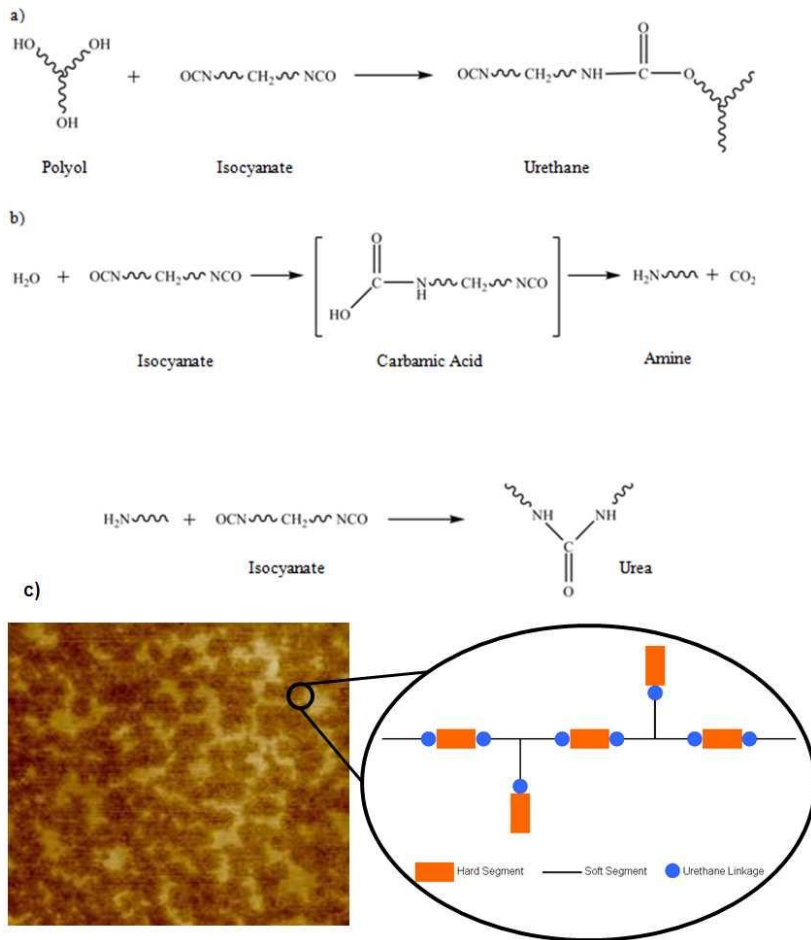 a)
HO OH O
+ OCN CH₂ NCO OCN CH₂ NH C O
OH
Polyol Isocyanate Urethane
b)
O
H₂O + OCN CH₂ NCO C N H CH₂ NCO H₂N + CO₂
HO
Isocyanate Carbamic Acid Amine
H₂N + OCN CH₂ NCO NH NH
C
Isocyanate Urea
O
c)
Hard Segment Soft Segment Urethane Linkage